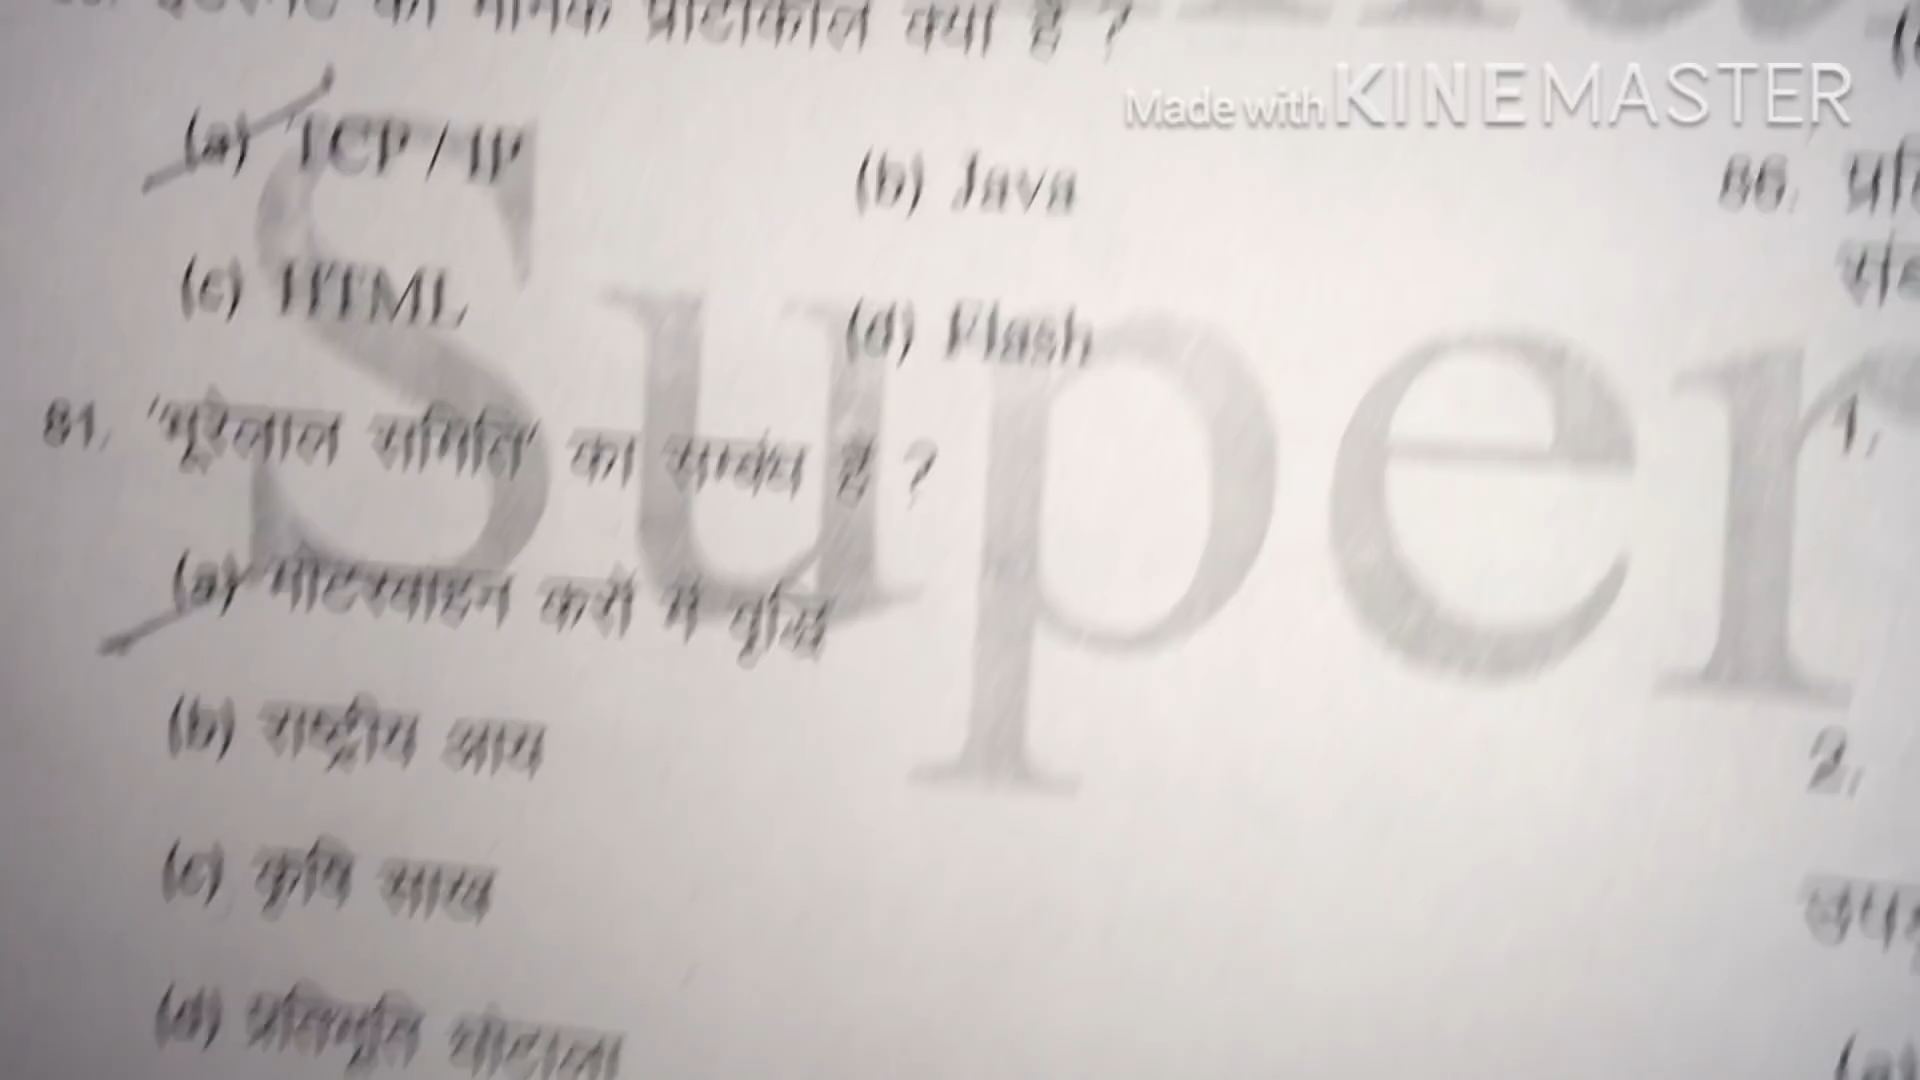 का मानक प्रोटोकॉल क्या है ?
Made with KINEMASTER
(a) TCP / IP
(b) Java
86.
(c) HTML
(d) Flash
81. 'भूरेलाल समिति' का सम्बंध है ?
1.
(a) मोटरवाहन करों में वृद्धि
(b) राष्ट्रीय आय
2.
(c) कृषि साख
(d) प्रतिभूति घोटाला
Super